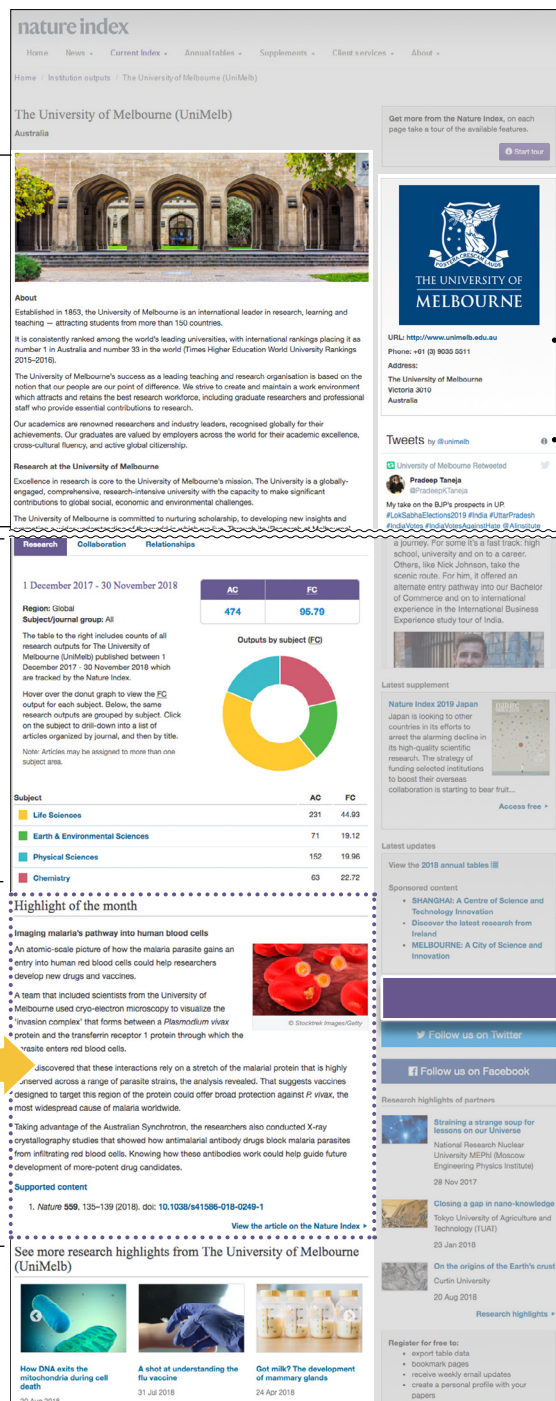 nature index
Home News Current Index Annual tables Supplements Client services About
Home / Institution outputs / The University of Melbourne (UniMelb)
The University of Melbourne (UniMelb)
Australia
About
Established in 1853, the University of Melbourne is an international leader in research, learning and
teaching — attracting students from more than 150 countries.
It is consistently ranked among the world's leading universities, with international rankings placing it as
number 1 in Australia and number 33 in the world (Times Higher Education World University Rankings
2015–2016).
The University of Melbourne's success as a leading teaching and research organisation is based on the
notion that our people are our point of difference. We strive to create and maintain a work environment
which attracts and retains the best research workforce, including graduate researchers and professional
staff who provide essential contributions to research.
Our academics are renowned researchers and industry leaders, recognised globally for their
achievements. Our graduates are valued by employers across the world for their academic excellence,
cross-cultural fluency, and active global citizenship.
Research at the University of Melbourne
Excellence in research is core to the University of Melbourne's mission. The University is a globally-
engaged, comprehensive, research-intensive university with the capacity to make significant
contributions to global social, economic and environmental challenges.
The University of Melbourne is committed to nurturing scholarship, to developing new insights and
Research Collaboration Relationships
1 December 2017 - 30 November 2018
Region: Global
Subject/journal group: All
The table to the right includes counts of all
research outputs for The University of
Melbourne (UniMelb) published between 1
December 2017 - 30 November 2018 which
are tracked by the Nature Index.
Hover over the donut graph to view the FC
output for each subject. Below, the same
research outputs are grouped by subject. Click
on the subject to drill-down into a list of
articles organized by journal, and then by title.
Note: Articles may be assigned to more than one
subject area.
AC FC
474 95.79
Outputs by subject (FC)
Subject AC FC
Life Sciences 231 44.93
Earth & Environmental Sciences 71 19.12
Physical Sciences 152 19.96
Chemistry 63 22.72
Highlight of the month
Imaging malaria's pathway into human blood cells
An atomic-scale picture of how the malaria parasite gains an
entry into human red blood cells could help researchers
develop new drugs and vaccines.
© Stocktrek Images/Getty
A team that included scientists from the University of
Melbourne used cryo-electron microscopy to visualize the
'invasion complex' that forms between a Plasmodium vivax
protein and the transferrin receptor 1 protein through which the
parasite enters red blood cells.
discovered that these interactions rely on a stretch of the malarial protein that is highly
conserved across a range of parasite strains, the analysis revealed. That suggests vaccines
designed to target this region of the protein could offer broad protection against P. vivax, the
most widespread cause of malaria worldwide.
Taking advantage of the Australian Synchrotron, the researchers also conducted X-ray
crystallography studies that showed how antimalarial antibody drugs block malaria parasites
from infiltrating red blood cells. Knowing how these antibodies work could help guide future
development of more-potent drug candidates.
Supported content
1. Nature 559, 135–139 (2018). doi: 10.1038/s41586-018-0249-1
View the article on the Nature Index
See more research highlights from The University of Melbourne
(UniMelb)
How DNA exits the
mitochondria during cell
death
20 Aug 2018
A shot at understanding the
flu vaccine
31 Jul 2018
Got milk? The development
of mammary glands
24 Apr 2018
Get more from the Nature Index, on each
page take a tour of the available features.
Start tour
POSTERA CRESCAM LAUDE
THE UNIVERSITY OF
MELBOURNE
URL: http://www.unimelb.edu.au
Phone: +61 (3) 9035 5511
Address:
The University of Melbourne
Victoria 3010
Australia
Tweets by @unimelb
University of Melbourne Retweeted
Pradeep Taneja
@PradeepKTaneja
My take on the BJP's prospects in UP.
#LokSabhaElections2019 #India #UttarPradesh
#IndiaVotes #IndiaVotesAgainstHate @AIInstitute
a journey. For some it's a fast track: high
school, university and on to a career.
Others, like Nick Johnson, take the
scenic route. For him, it offered an
alternate entry pathway into our Bachelor
of Commerce and on to international
experience in the International Business
Experience study tour of India.
Latest supplement
Nature Index 2019 Japan
Japan is looking to other
countries in its efforts to
arrest the alarming decline in
its high-quality scientific
research. The strategy of
funding selected institutions
to boost their overseas
collaboration is starting to bear fruit...
nature
Access free
Latest updates
View the 2018 annual tables
Sponsored content
• SHANGHAI: A Centre of Science and
Technology Innovation
• Discover the latest research from
Ireland
• MELBOURNE: A City of Science and
Innovation
Follow us on Twitter
Follow us on Facebook
Research highlights of partners
Straining a strange soup for
lessons on our Universe
National Research Nuclear
University MEPhI (Moscow
Engineering Physics Institute)
28 Nov 2017
Closing a gap in nano-knowledge
Tokyo University of Agriculture and
Technology (TUAT)
23 Jan 2018
On the origins of the Earth's crust
Curtin University
20 Aug 2018
Research highlights
Register for free to:
• export table data
• bookmark pages
• receive weekly email updates
• create a personal profile with your
papers